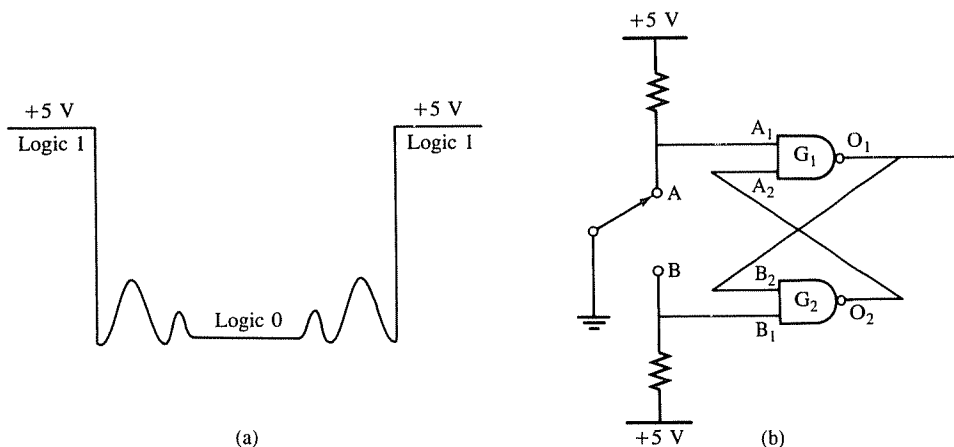 +5 V
Logic 1
+5 V
Logic 1
Logic 0
(a)
+5 V
A
B
A₁
A₂
G₁
O₁
B₂
B₁
G₂
O₂
+5 V
(b)